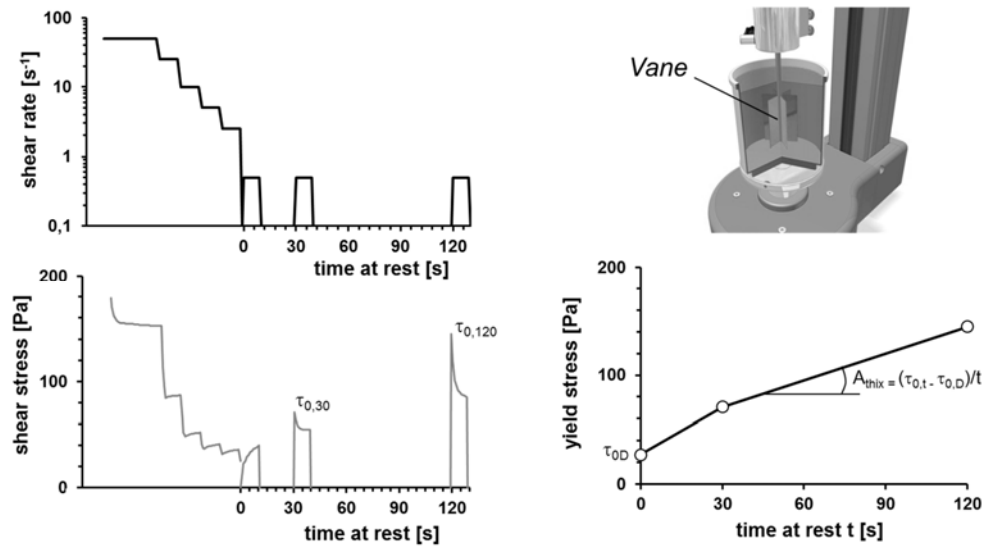 100
10
1
0,1
shear rate [s⁻¹]
0 30 60 90 120
time at rest [s]
Vane
200
100
0
shear stress [Pa]
τ0,30
τ0,120
0 30 60 90 120
time at rest [s]
200
100
τ0D
0
yield stress [Pa]
Athix = (τ0,t - τ0,D)/t
0 30 60 90 120
time at rest t [s]